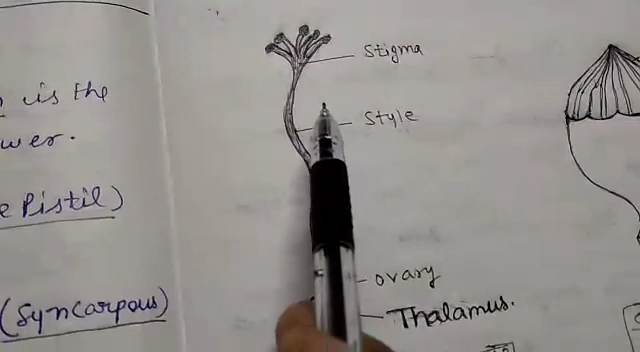 is the
wer.
e Pistil)
(Syncarpous)
Stigma
Style
ovary
Thalamus.